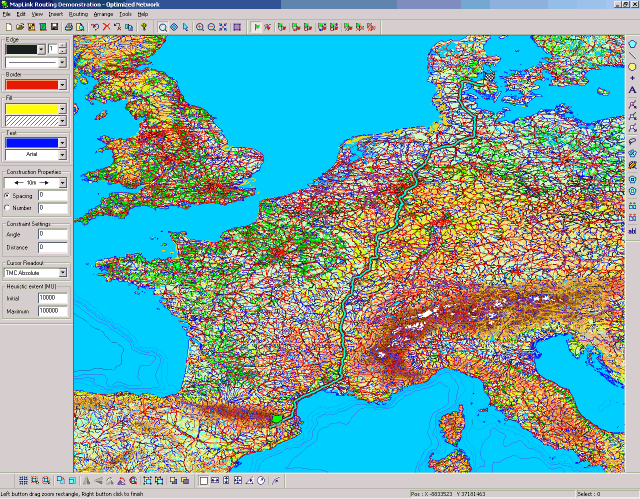 MapLink Routing Demonstration - Optimized Network
File Edit View Insert Routing Arrange Tools Help
Edge
1
Border
Fill
Text
Arial
Construction Properties
10m
Spacing 0
Number 0
Constraint Settings
Angle 0
Distance 0
Cursor Readout
TMC Absolute
Heuristic extent (MU)
Initial 10000
Maximum 100000
A
abl
Left button drag zoom rectangle, Right button click to finish
Pos : X -8833523 Y 37181463
Select : 0